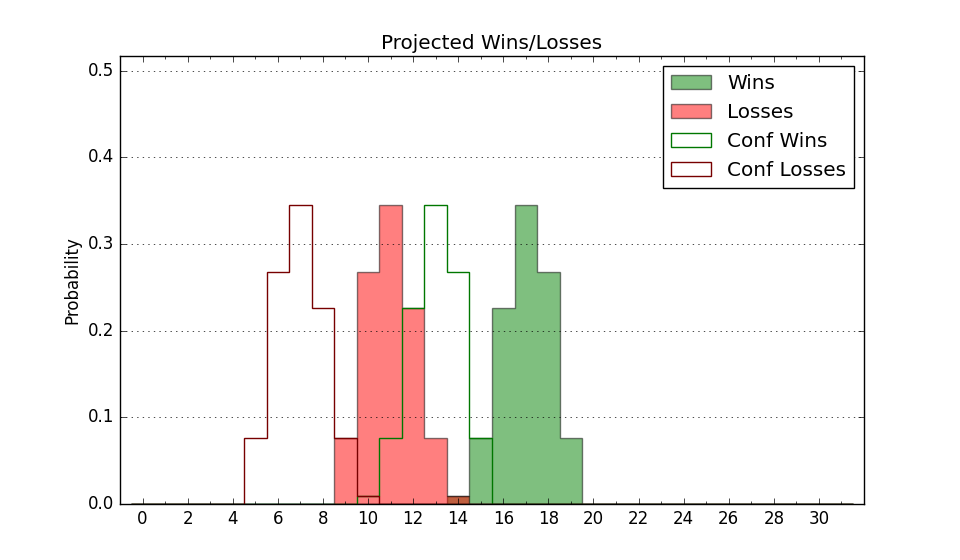 Projected Wins/Losses
0.5
0.4
0.3
0.2
0.1
0.0
Probability
Wins
Losses
Conf Wins
Conf Losses
0 2 4 6 8 10 12 14 16 18 20 22 24 26 28 30